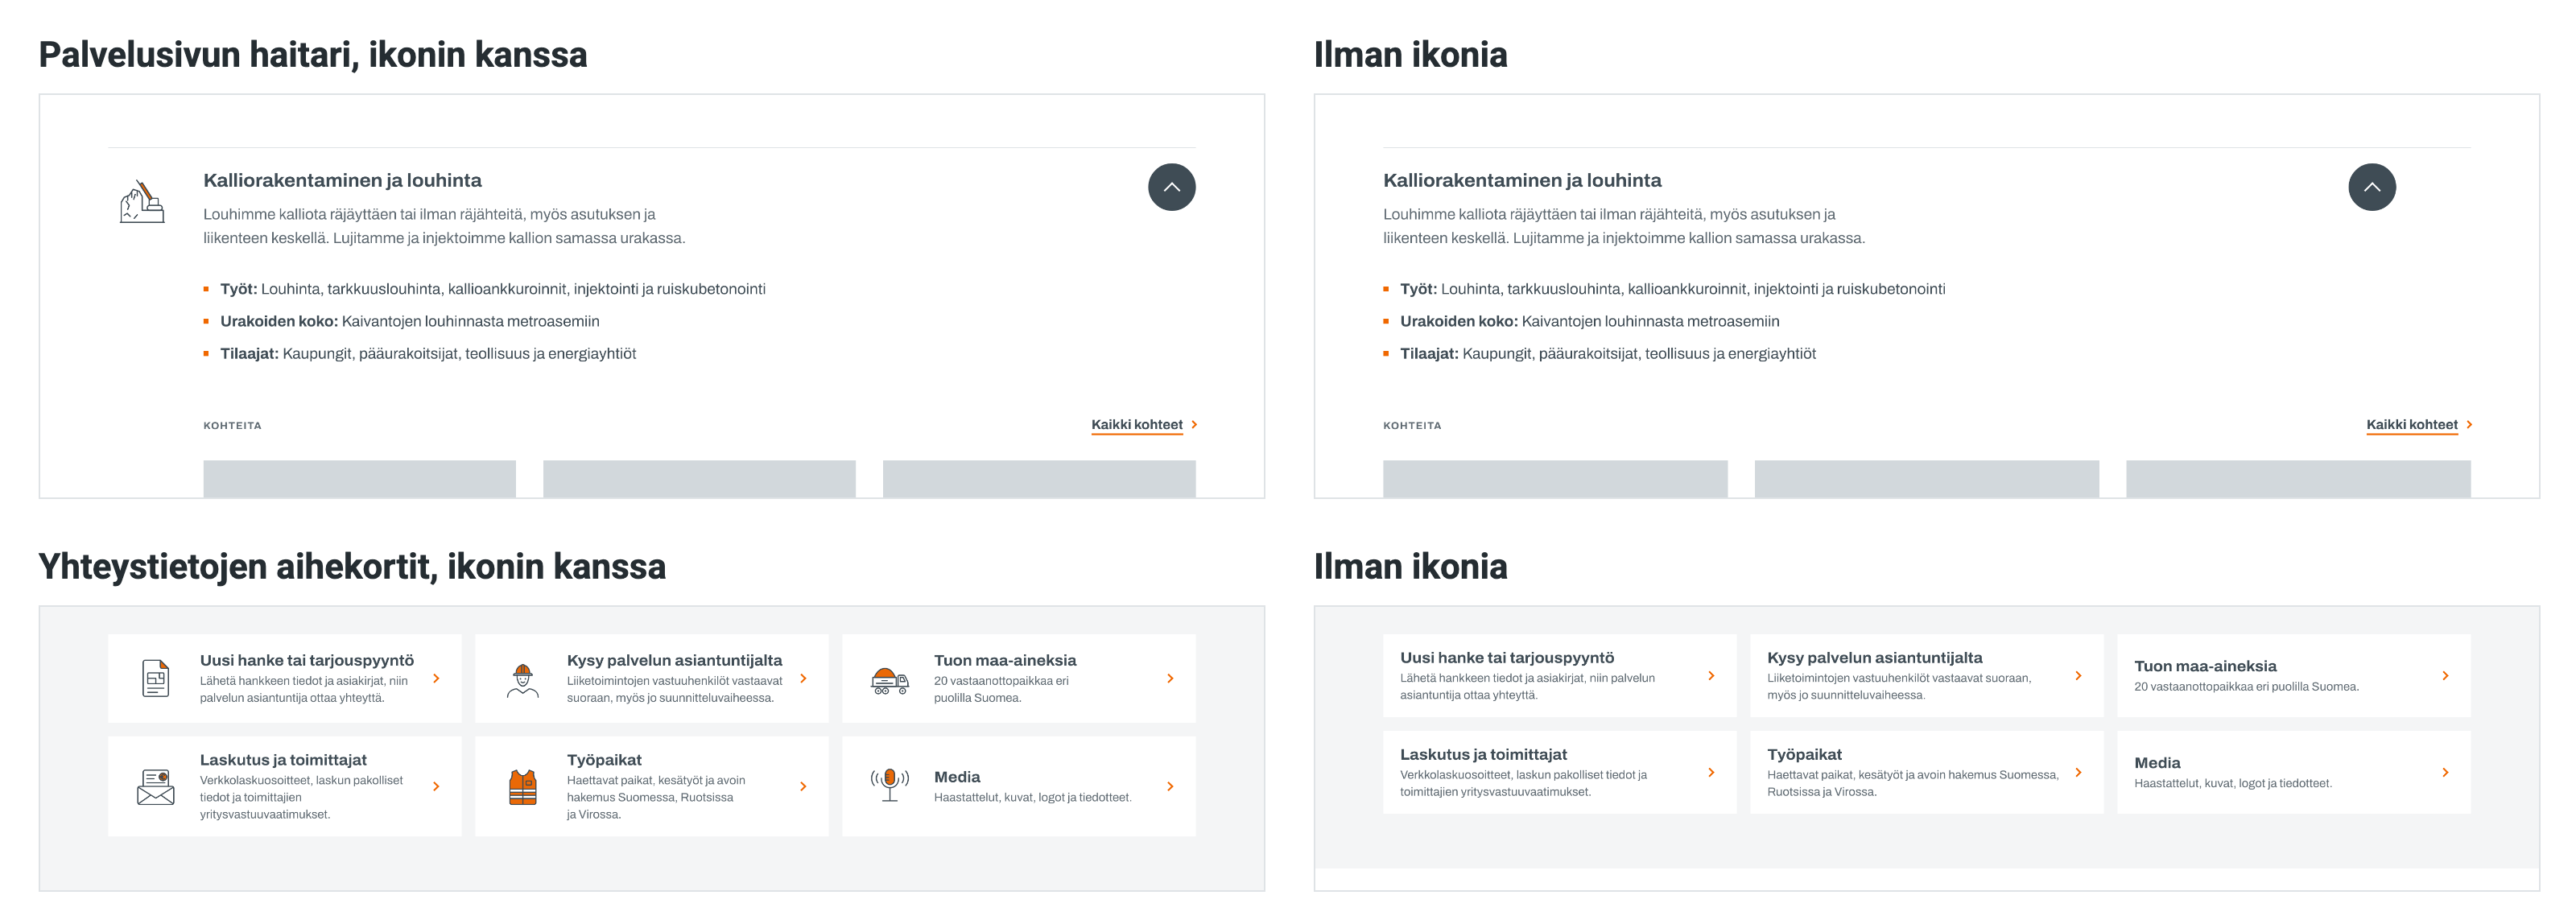 Palvelusivun haitari, ikonin kanssa
Kalliorakentaminen ja louhinta
Louhimme kalliota räjäyttäen tai ilman räjähteitä, myös asutuksen ja
liikenteen keskellä. Lujitamme ja injektoimme kallion samassa urakassa.
Työt: Louhinta, tarkkuuslouhinta, kallioankkuroinnit, injektointi ja ruiskubetonointi
Urakoiden koko: Kaivantojen louhinnasta metroasemiin
Tilaajat: Kaupungit, pääurakoitsijat, teollisuus ja energiayhtiöt
KOHTEITA
Kaikki kohteet
Ilman ikonia
Kalliorakentaminen ja louhinta
Louhimme kalliota räjäyttäen tai ilman räjähteitä, myös asutuksen ja
liikenteen keskellä. Lujitamme ja injektoimme kallion samassa urakassa.
Työt: Louhinta, tarkkuuslouhinta, kallioankkuroinnit, injektointi ja ruiskubetonointi
Urakoiden koko: Kaivantojen louhinnasta metroasemiin
Tilaajat: Kaupungit, pääurakoitsijat, teollisuus ja energiayhtiöt
KOHTEITA
Kaikki kohteet
Yhteystietojen aihekortit, ikonin kanssa
Uusi hanke tai tarjouspyyntö
Lähetä hankkeen tiedot ja asiakirjat, niin
palvelun asiantuntija ottaa yhteyttä.
Kysy palvelun asiantuntijalta
Liiketoimintojen vastuuhenkilöt vastaavat
suoraan, myös jo suunnitteluvaiheessa.
Tuon maa-aineksia
20 vastaanottopaikkaa eri
puolilla Suomea.
Laskutus ja toimittajat
Verkkolaskuosoitteet, laskun pakolliset
tiedot ja toimittajien
yritysvastuuvaatimukset.
Työpaikat
Haettavat paikat, kesätyöt ja avoin
hakemus Suomessa, Ruotsissa
ja Virossa.
Media
Haastattelut, kuvat, logot ja tiedotteet.
Ilman ikonia
Uusi hanke tai tarjouspyyntö
Lähetä hankkeen tiedot ja asiakirjat, niin palvelun
asiantuntija ottaa yhteyttä.
Kysy palvelun asiantuntijalta
Liiketoimintojen vastuuhenkilöt vastaavat suoraan,
myös jo suunnitteluvaiheessa.
Tuon maa-aineksia
20 vastaanottopaikkaa eri puolilla Suomea.
Laskutus ja toimittajat
Verkkolaskuosoitteet, laskun pakolliset tiedot ja
toimittajien yritysvastuuvaatimukset.
Työpaikat
Haettavat paikat, kesätyöt ja avoin hakemus Suomessa,
Ruotsissa ja Virossa.
Media
Haastattelut, kuvat, logot ja tiedotteet.